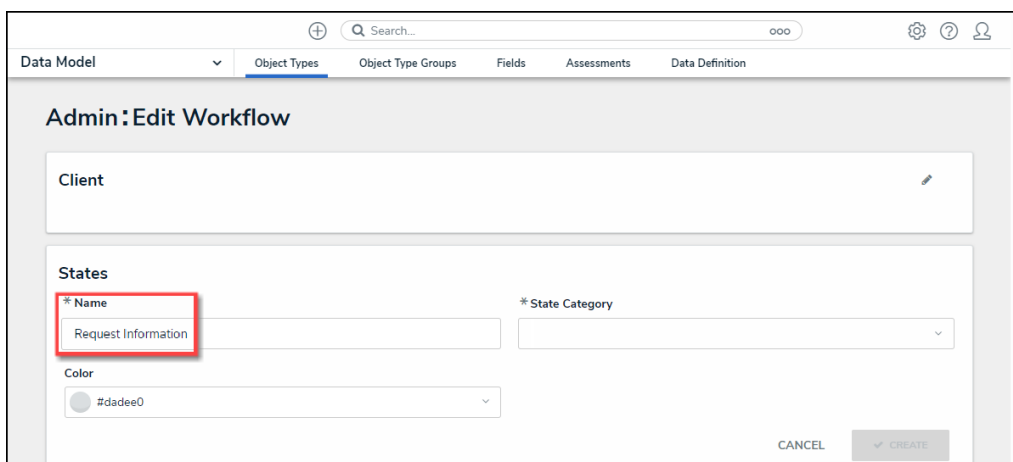 Search... ooo
Data Model Object Types Object Type Groups Fields Assessments Data Definition
Admin:Edit Workflow
Client
States
* Name * State Category
Request Information
Color
#dadee0
CANCEL CREATE